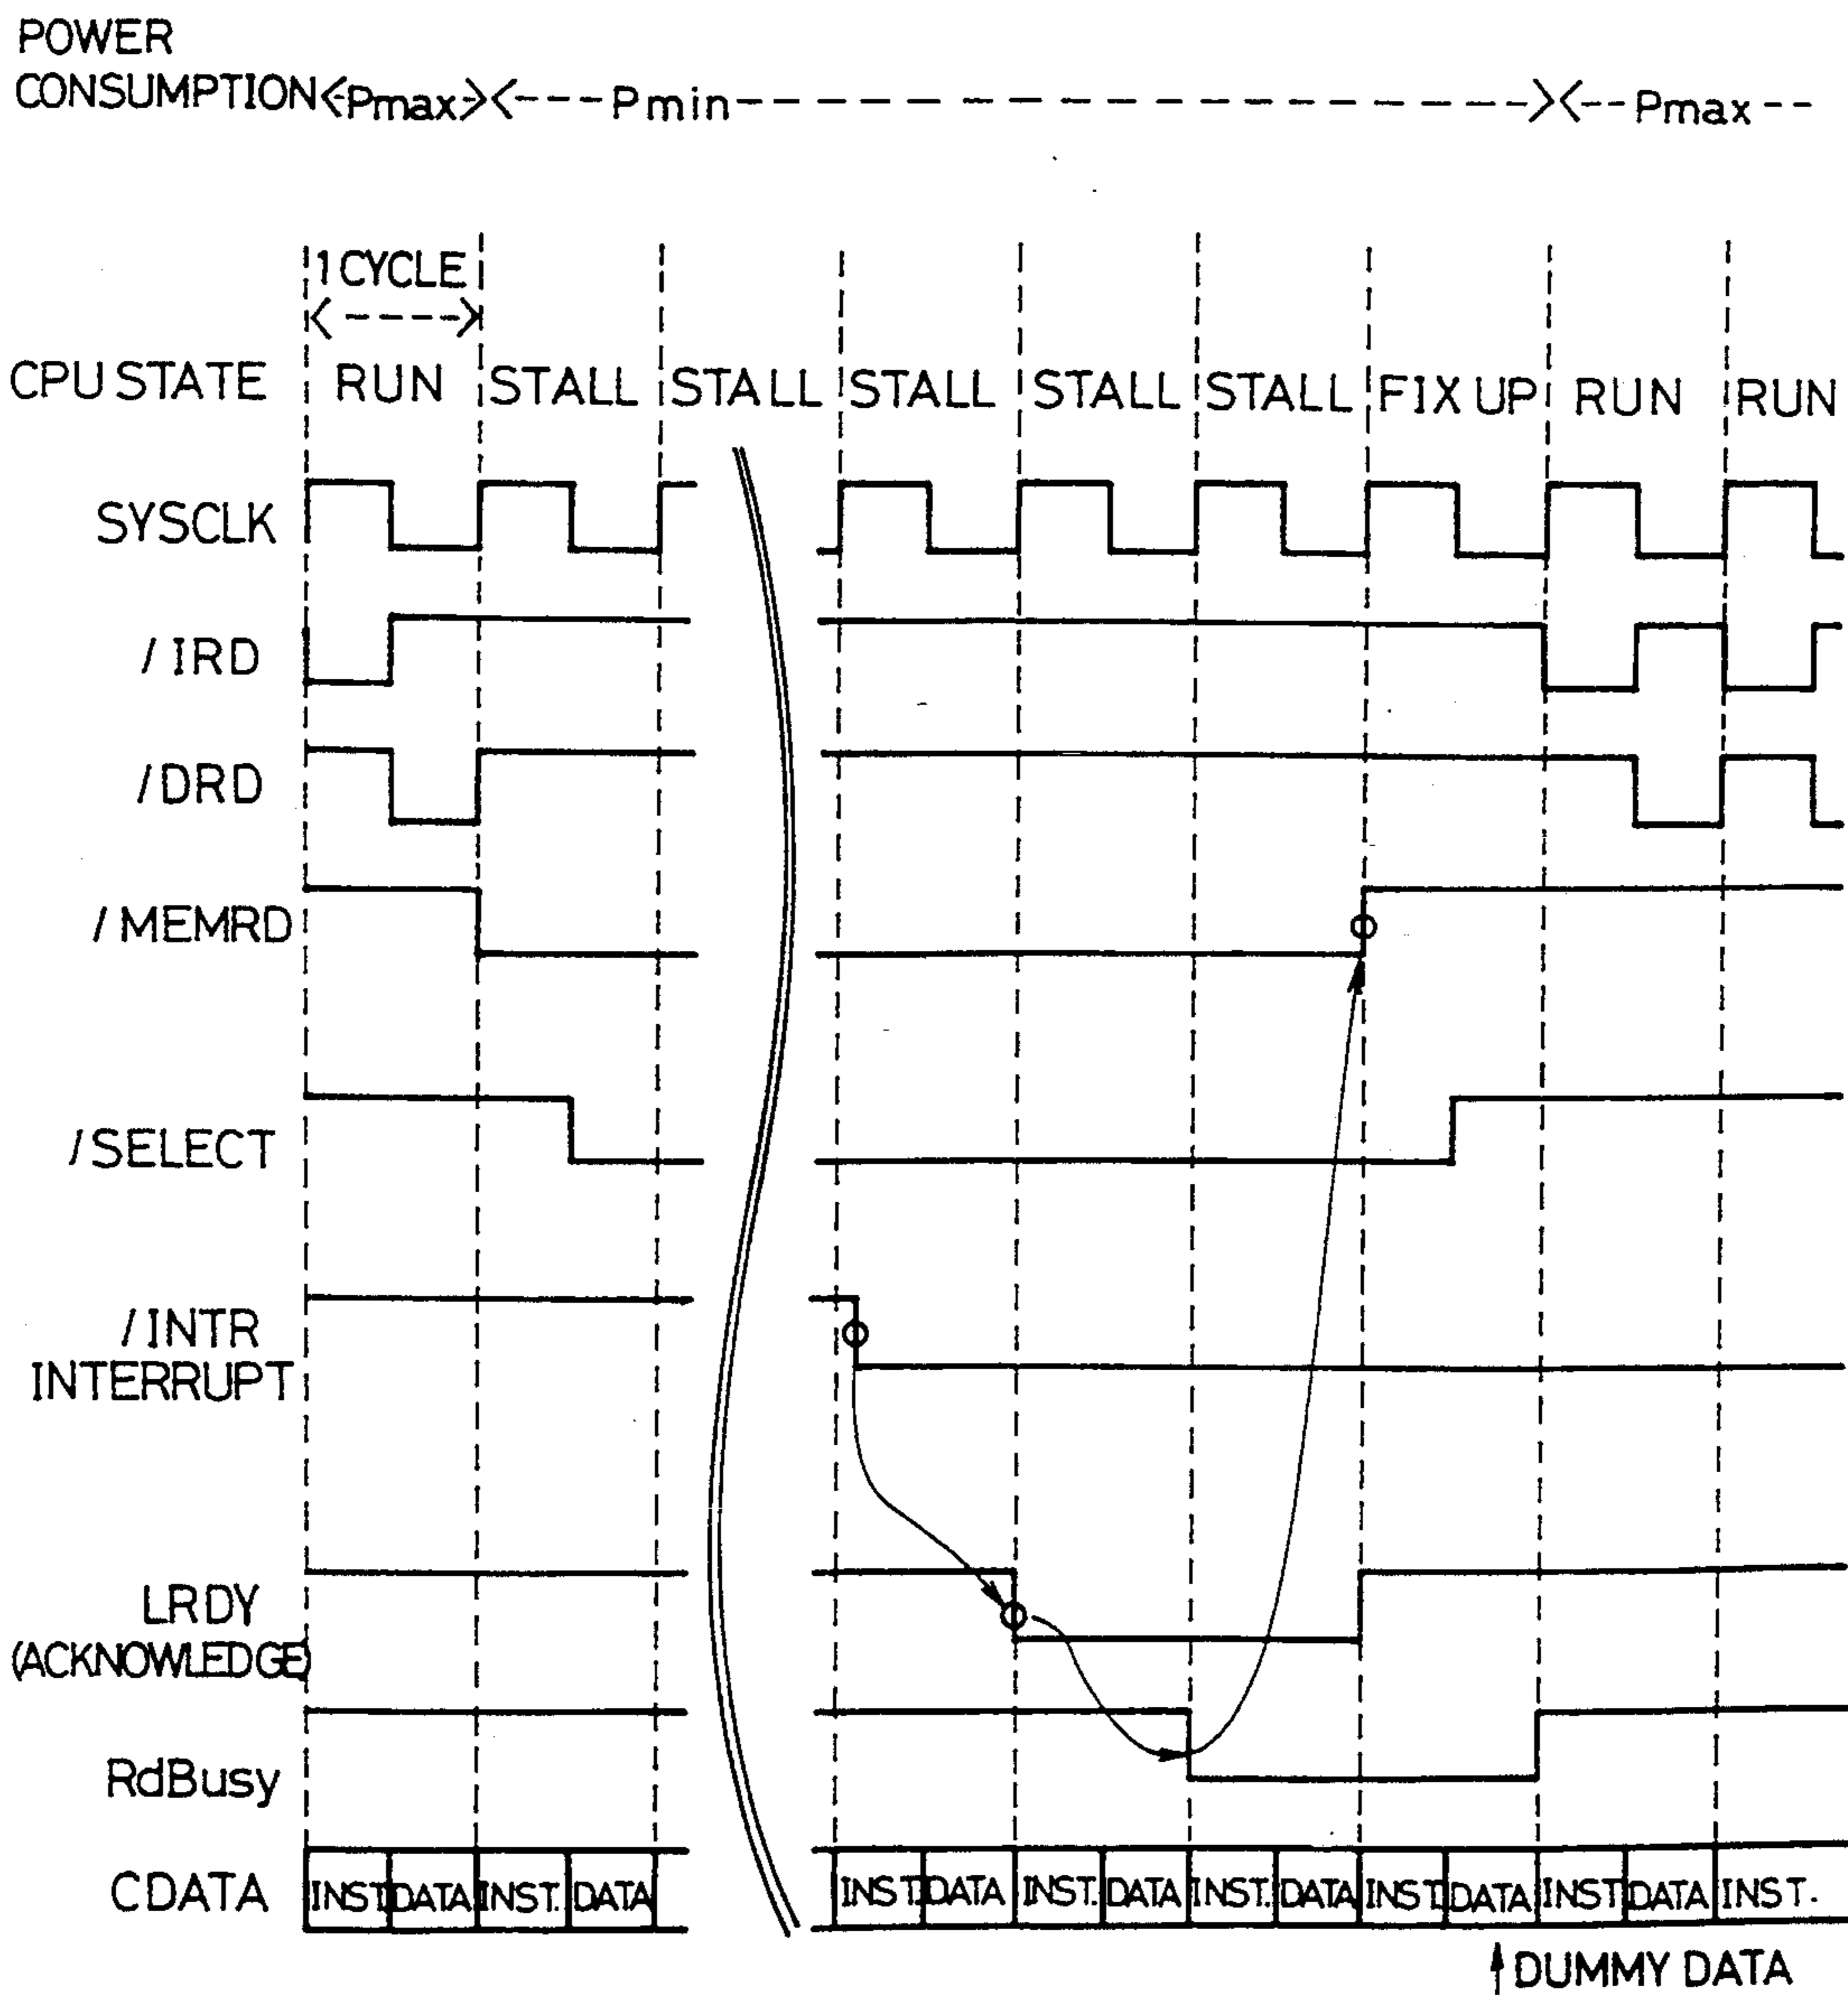 POWER
CONSUMPTION <-Pmax-><----Pmin---------------><--Pmax--
1 CYCLE
<----->
CPU STATE RUN STALL STALL STALL STALL STALL FIX UP RUN RUN
SYSCLK
/IRD
/DRD
/MEMRD
/SELECT
/INTR
INTERRUPT
LRDY
(ACKNOWLEDGE)
RdBusy
CDATA INST. DATA INST. DATA INST. DATA INST. DATA INST. DATA INST. DATA INST. DATA INST.
DUMMY DATA